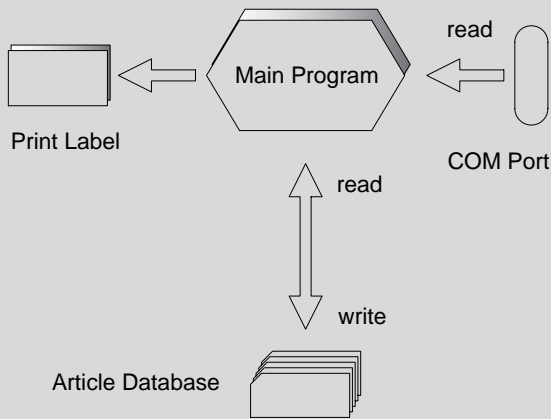 read
Main Program
Print Label
COM Port
read
write
Article Database